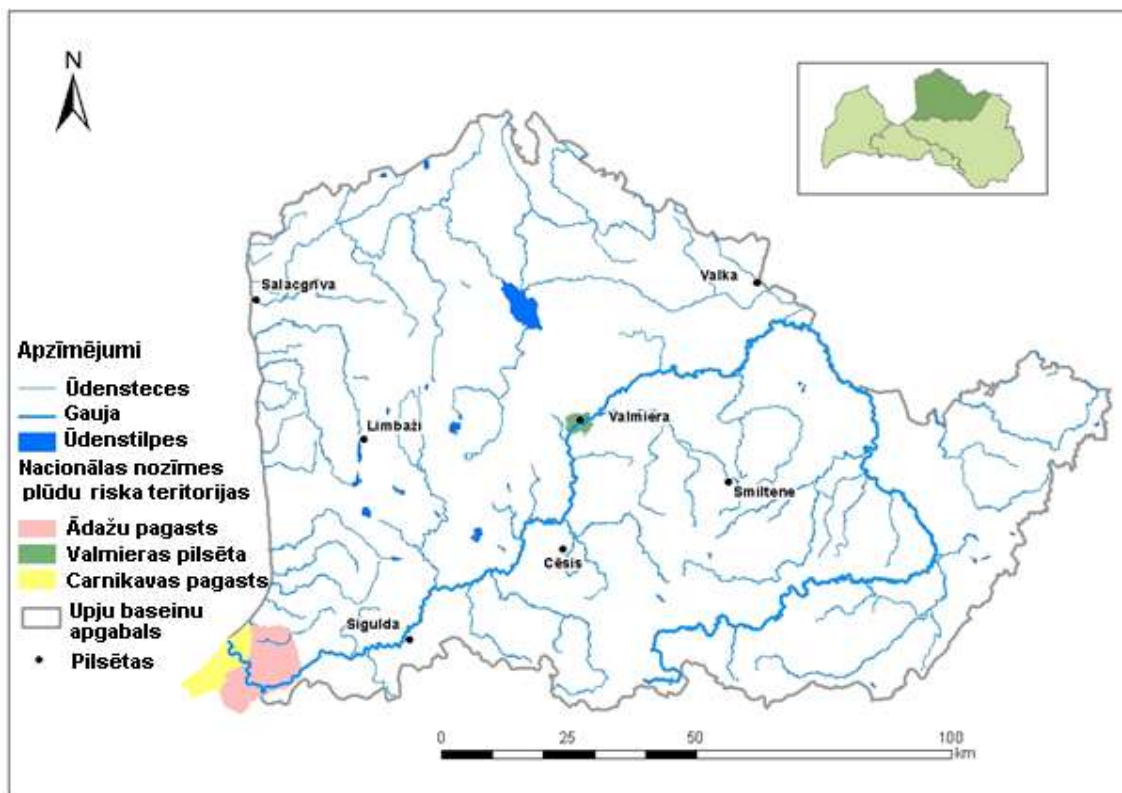 N
Salacgrīva
Valka
Apzīmējumi
Ūdensteces
Gauja
Ūdenstilpes
Nacionālas nozīmes
plūdu riska teritorijas
Ādažu pagasts
Valmieras pilsēta
Carnikavas pagasts
Upju baseinu
apgabals
Pilsētas
Limbaži
Valmiera
Smiltene
Cēsis
Sigulda
0 25 50 100
km